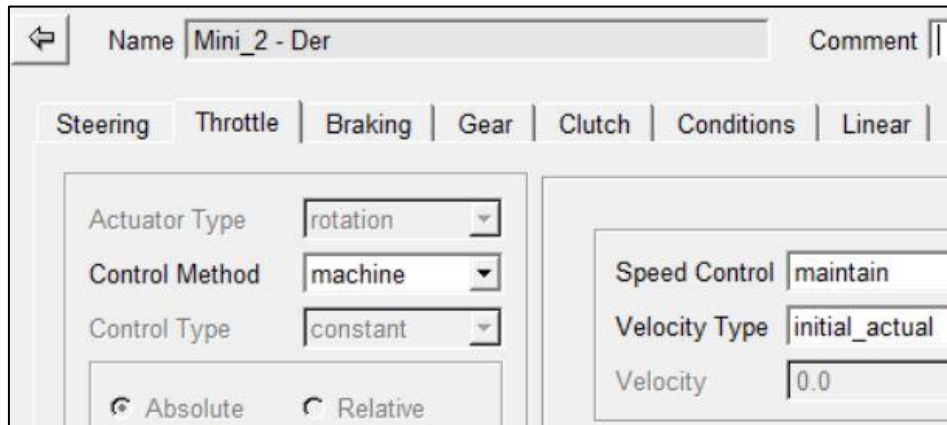 Name Mini_2 - Der Comment
Steering Throttle Braking Gear Clutch Conditions Linear
Actuator Type rotation
Control Method machine
Control Type constant
Absolute Relative
Speed Control maintain
Velocity Type initial_actual
Velocity 0.0